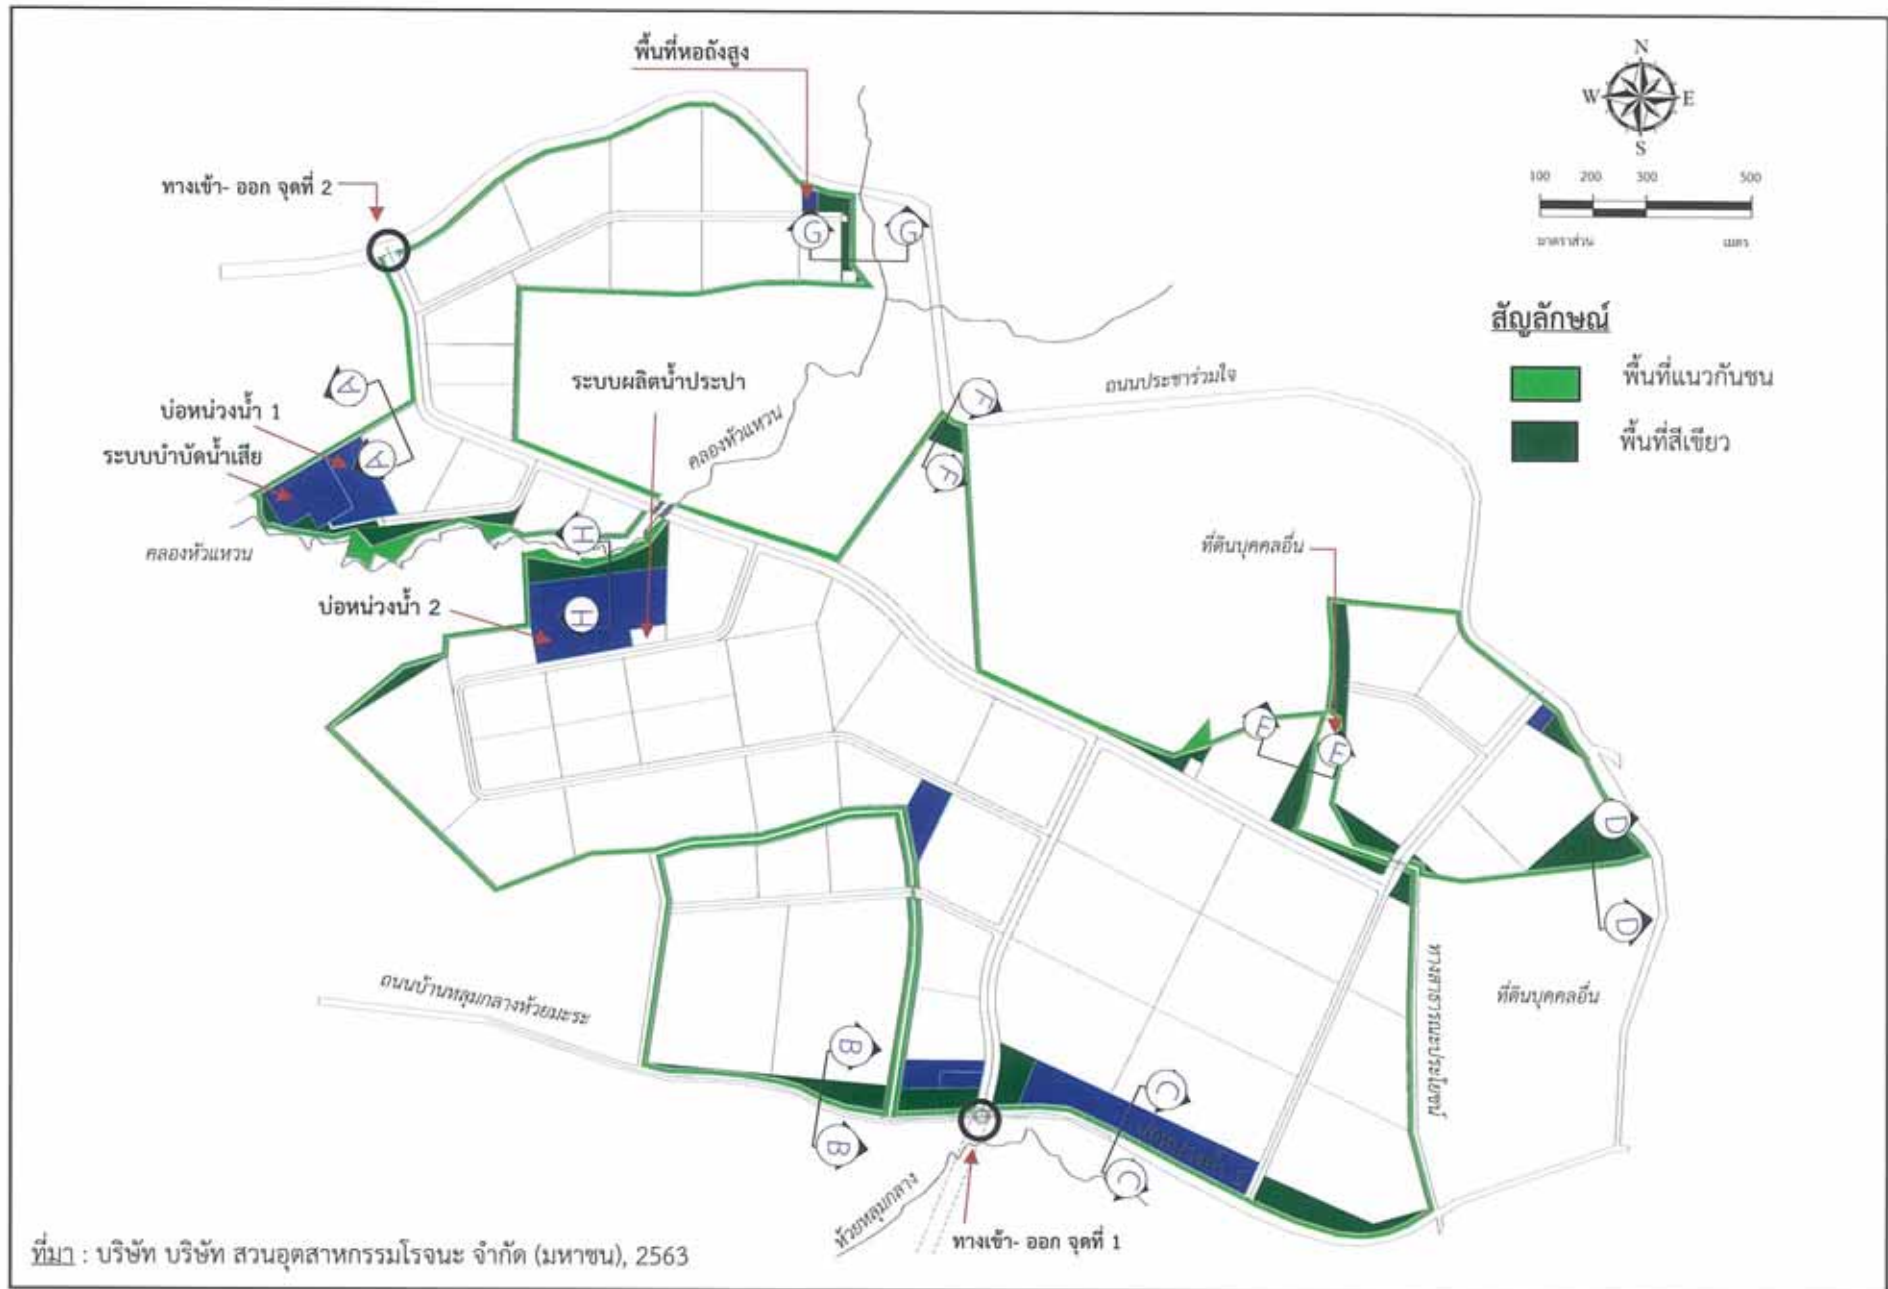 พื้นที่หอถังสูง
N
W E
S
100 200 300 500
มาตราส่วน เมตร
ทางเข้า- ออก จุดที่ 2
G G
สัญลักษณ์
พื้นที่แนวกันชน
พื้นที่สีเขียว
ระบบผลิตน้ำประปา
ถนนประชาร่วมใจ
A
F
บ่อหน่วงน้ำ 1
คลองหัวแหวน
ระบบบำบัดน้ำเสีย
A
F
คลองหัวแหวน
H
ที่ดินบุคคลอื่น
บ่อหน่วงน้ำ 2
H
D
D
ทางสาธารณะประโยชน์
ที่ดินบุคคลอื่น
ถนนบ้านหลุมกลางห้วยมะระ
B
C
B
C
ห้วยหลุมกลาง
ทางเข้า- ออก จุดที่ 1
ที่มา : บริษัท บริษัท สวนอุตสาหกรรมโรจนะ จำกัด (มหาชน), 2563